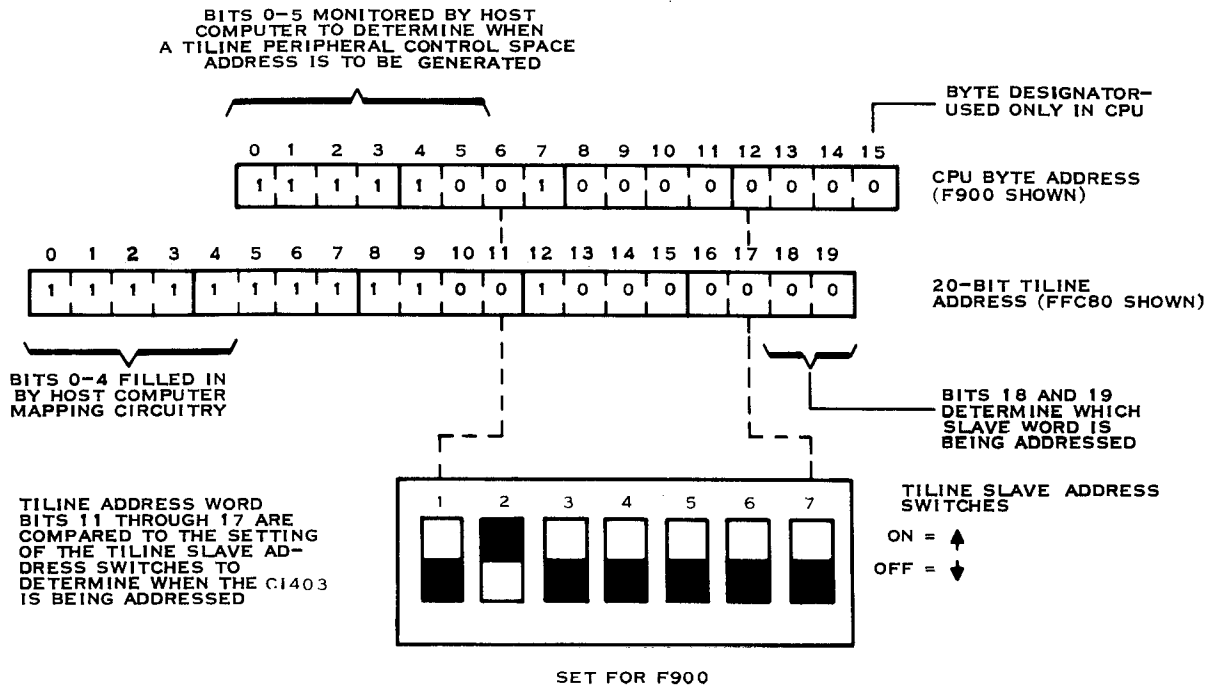 BITS 0-5 MONITORED BY HOST
COMPUTER TO DETERMINE WHEN
A TILINE PERIPHERAL CONTROL SPACE
ADDRESS IS TO BE GENERATED
BYTE DESIGNATOR-
USED ONLY IN CPU
0 1 2 3 4 5 6 7 8 9 10 11 12 13 14 15
1 1 1 1 1 0 0 1 0 0 0 0 0 0 0 0
CPU BYTE ADDRESS
(F900 SHOWN)
0 1 2 3 4 5 6 7 8 9 10 11 12 13 14 15 16 17 18 19
1 1 1 1 1 1 1 1 1 1 0 0 1 0 0 0 0 0 0 0
20-BIT TILINE
ADDRESS (FFC80 SHOWN)
BITS 0-4 FILLED IN
BY HOST COMPUTER
MAPPING CIRCUITRY
BITS 18 AND 19
DETERMINE WHICH
SLAVE WORD IS
BEING ADDRESSED
TILINE ADDRESS WORD
BITS 11 THROUGH 17 ARE
COMPARED TO THE SETTING
OF THE TILINE SLAVE AD-
DRESS SWITCHES TO
DETERMINE WHEN THE CI403
IS BEING ADDRESSED
1 2 3 4 5 6 7
TILINE SLAVE ADDRESS
SWITCHES
ON =
OFF =
SET FOR F900